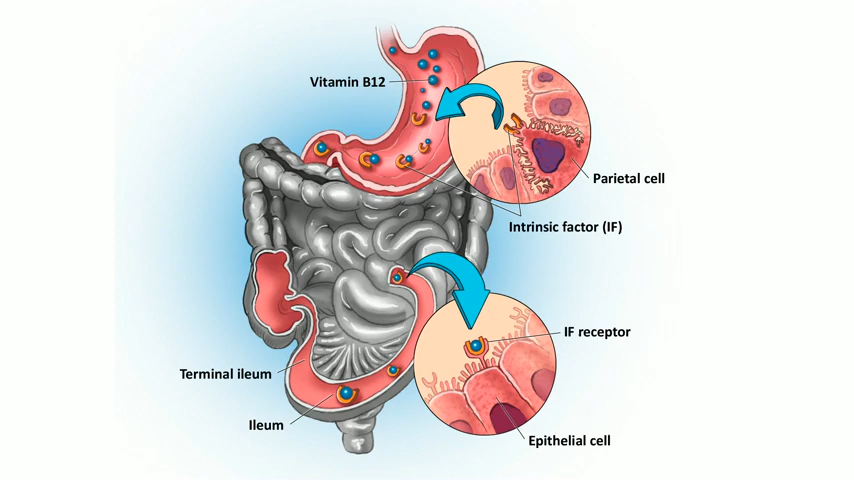 Vitamin B12
Parietal cell
Intrinsic factor (IF)
IF receptor
Terminal ileum
Ileum
Epithelial cell